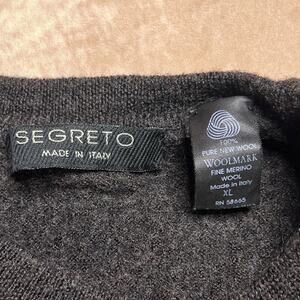 SEGRETO
MADE IN ITALY
100%
PURE NEW WOOL
WOOLMARK
FINE MERINO
WOOL
Made in Italy
XL
RN 58665